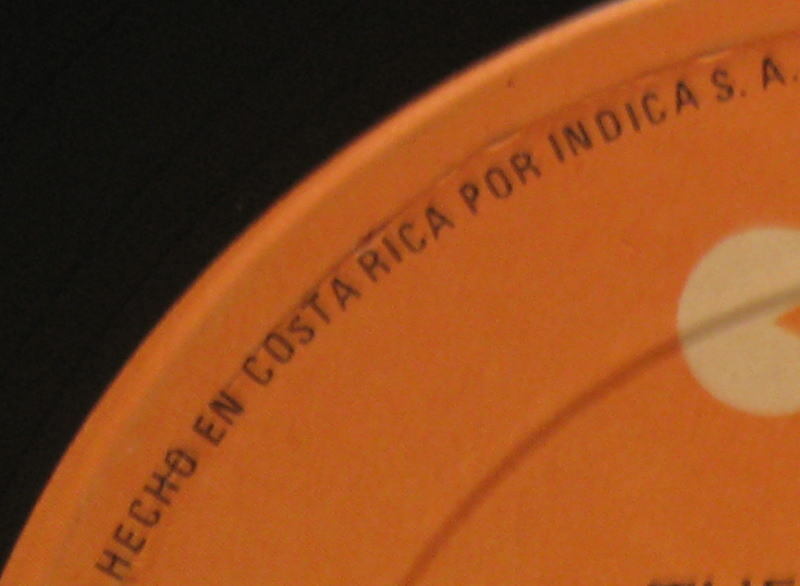 HECHO EN COSTA RICA POR INDICA S. A.